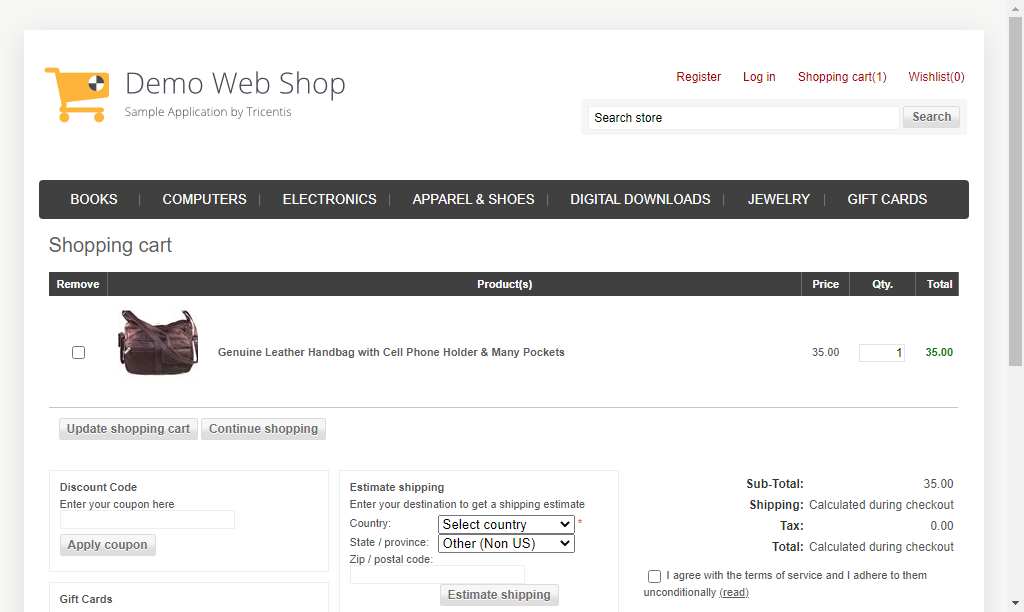 Demo Web Shop
Sample Application by Tricentis
Register Log in Shopping cart(1) Wishlist(0)
Search store Search
BOOKS COMPUTERS ELECTRONICS APPAREL & SHOES DIGITAL DOWNLOADS JEWELRY GIFT CARDS
Shopping cart
Remove Product(s) Price Qty. Total
Genuine Leather Handbag with Cell Phone Holder & Many Pockets 35.00 1 35.00
Update shopping cart Continue shopping
Discount Code
Enter your coupon here
Apply coupon
Gift Cards
Estimate shipping
Enter your destination to get a shipping estimate
Country: Select country *
State / province: Other (Non US)
Zip / postal code:
Estimate shipping
Sub-Total: 35.00
Shipping: Calculated during checkout
Tax: 0.00
Total: Calculated during checkout
I agree with the terms of service and I adhere to them
unconditionally (read)